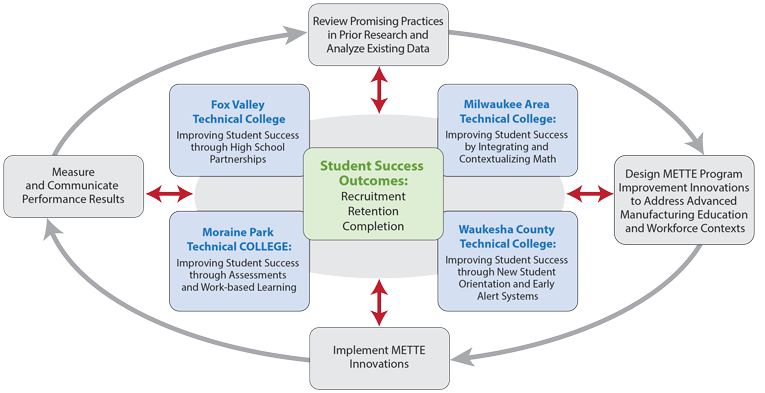 Review Promising Practices
in Prior Research and
Analyze Existing Data
Fox Valley
Technical College
Improving Student Success
through High School
Partnerships
Milwaukee Area
Technical College:
Improving Student Success
by Integrating and
Contextualizing Math
Student Success
Outcomes:
Recruitment
Retention
Completion
Measure
and Communicate
Performance Results
Design METTE Program
Improvement Innovations
to Address Advanced
Manufacturing Education
and Workforce Contexts
Moraine Park
Technical COLLEGE:
Improving Student Success
through Assessments
and Work-based Learning
Waukesha County
Technical College:
Improving Student Success
through New Student
Orientation and Early
Alert Systems
Implement METTE
Innovations